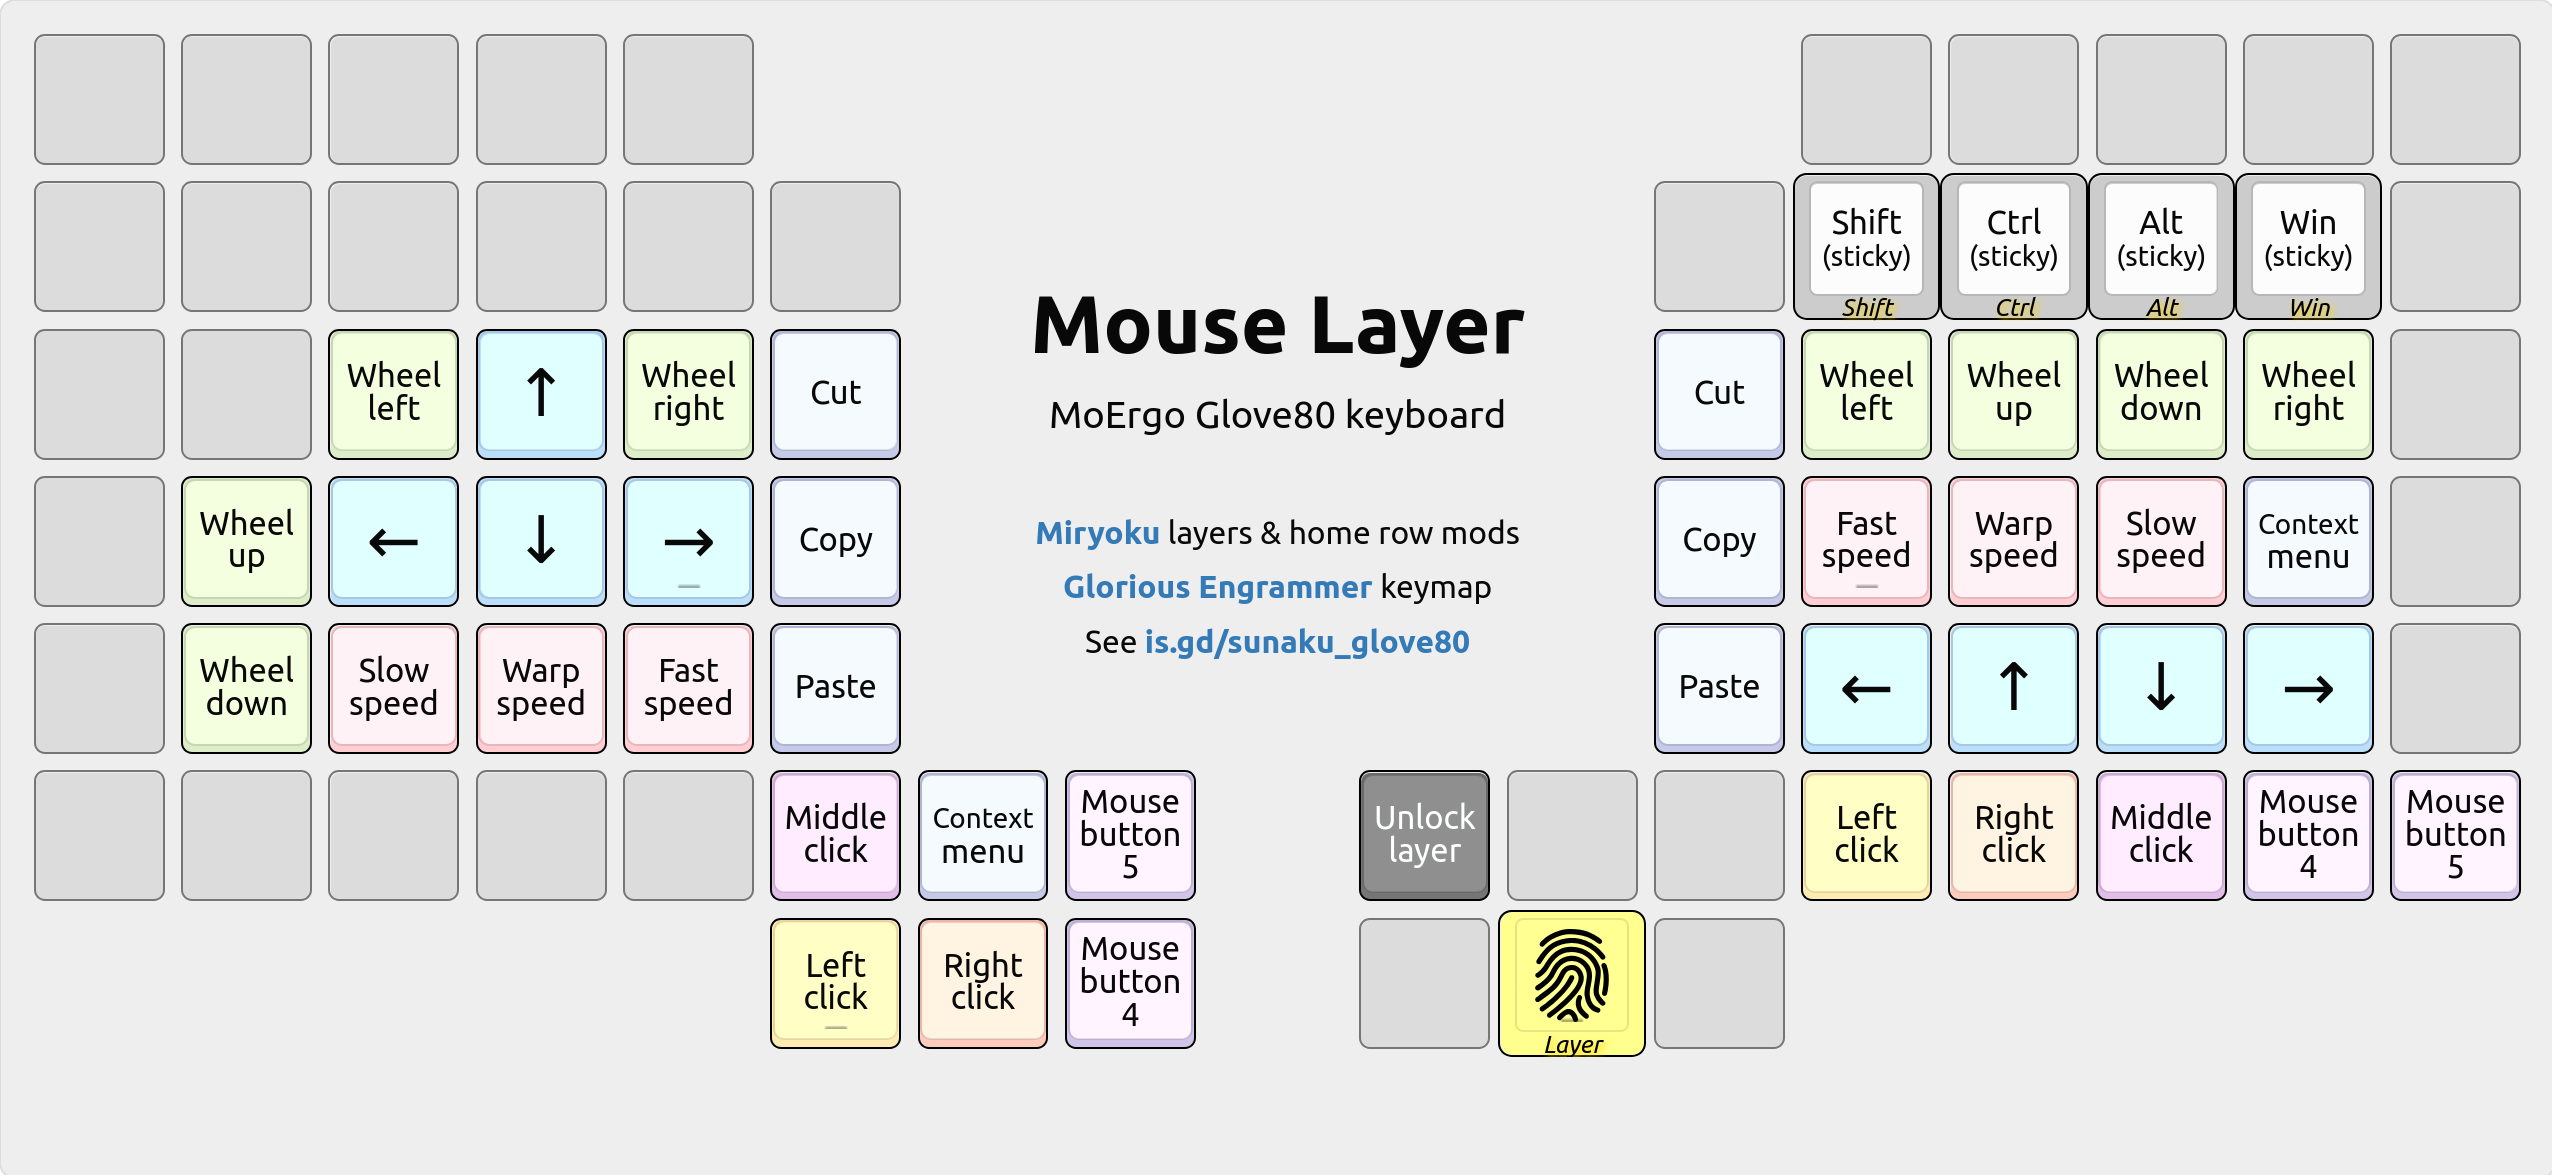 Shift
(sticky)
Shift
Ctrl
(sticky)
Ctrl
Alt
(sticky)
Alt
Win
(sticky)
Win
Mouse Layer
MoErgo Glove80 keyboard
Miryoku layers & home row mods
Glorious Engrammer keymap
See is.gd/sunaku_glove80
Wheel
left
↑
Wheel
right
Cut
Cut
Wheel
left
Wheel
up
Wheel
down
Wheel
right
Wheel
up
←
↓
→
Copy
Copy
Fast
speed
Warp
speed
Slow
speed
Context
menu
Wheel
down
Slow
speed
Warp
speed
Fast
speed
Paste
Paste
←
↑
↓
→
Middle
click
Context
menu
Mouse
button
5
Unlock
layer
Left
click
Right
click
Middle
click
Mouse
button
4
Mouse
button
5
Left
click
Right
click
Mouse
button
4
Layer